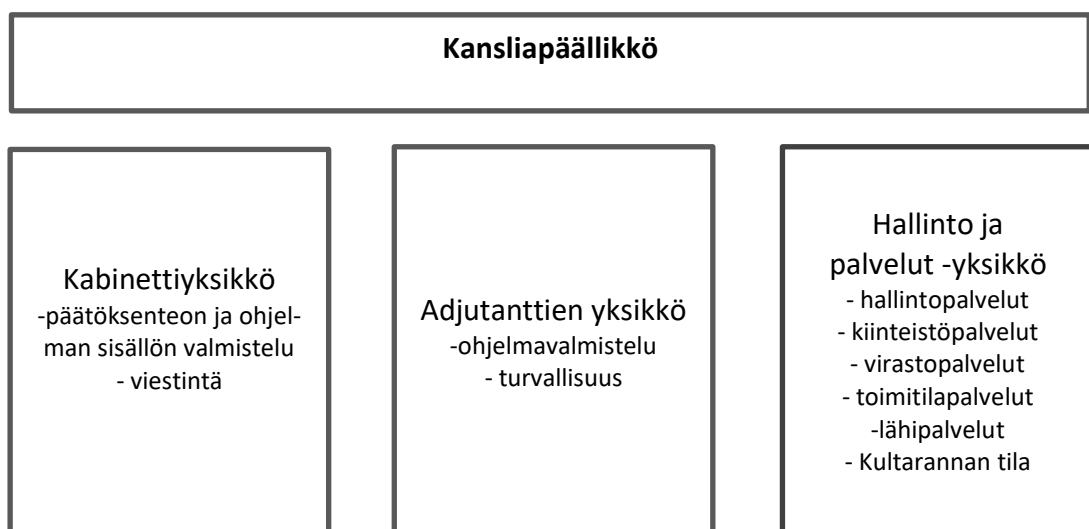 Kansliapäällikkö
Kabinettiyksikkö
-päätöksenteon ja ohjel-
man sisällön valmistelu
- viestintä
Adjutanttien yksikkö
-ohjelmavalmistelu
- turvallisuus
Hallinto ja
palvelut -yksikkö
- hallintopalvelut
- kiinteistöpalvelut
- virastopalvelut
- toimitilapalvelut
-lähipalvelut
- Kultarannan tila